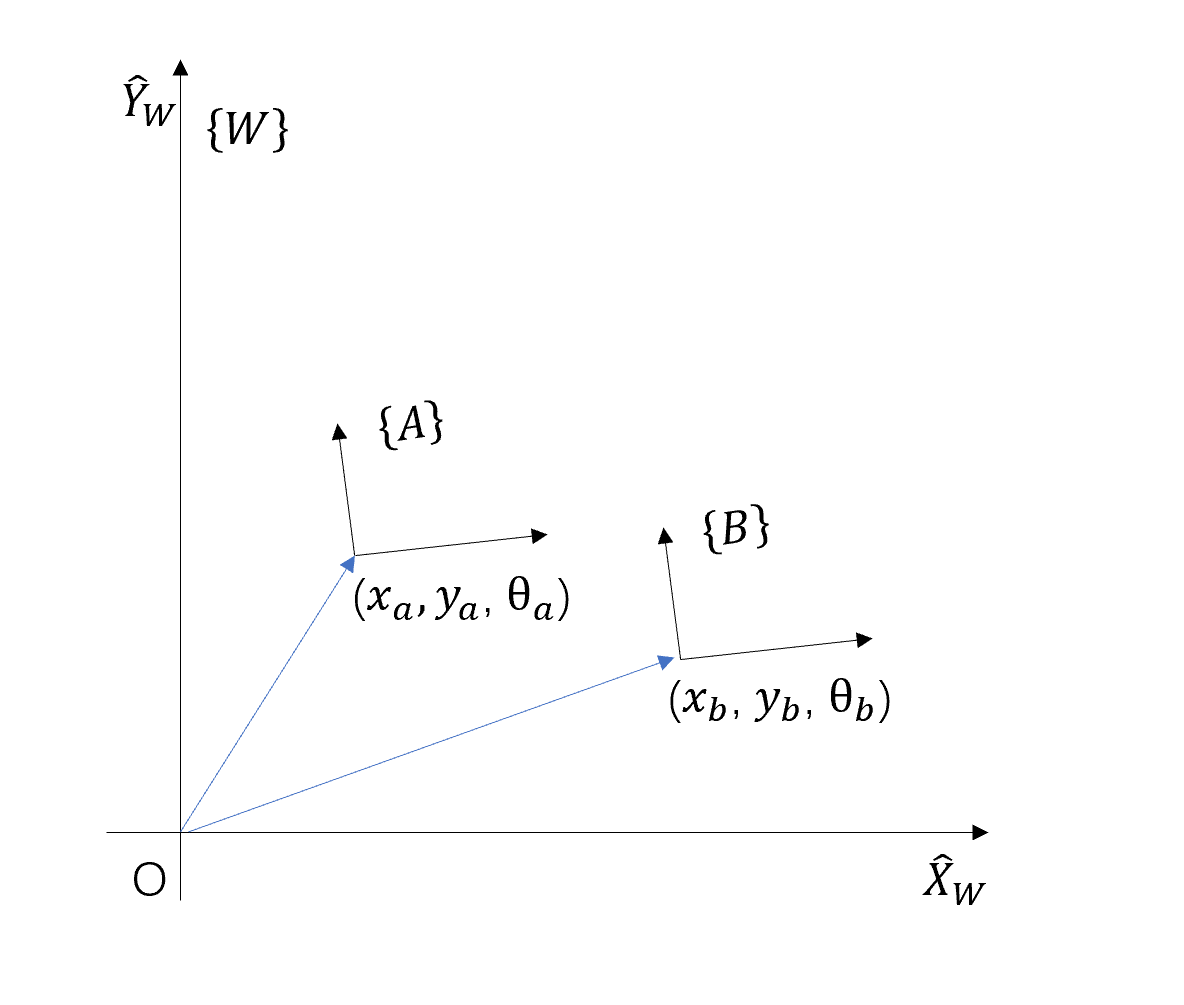 Ŷ_W
{W}
{A}
(x_a, y_a, θ_a)
{B}
(x_b, y_b, θ_b)
O
X̂_W